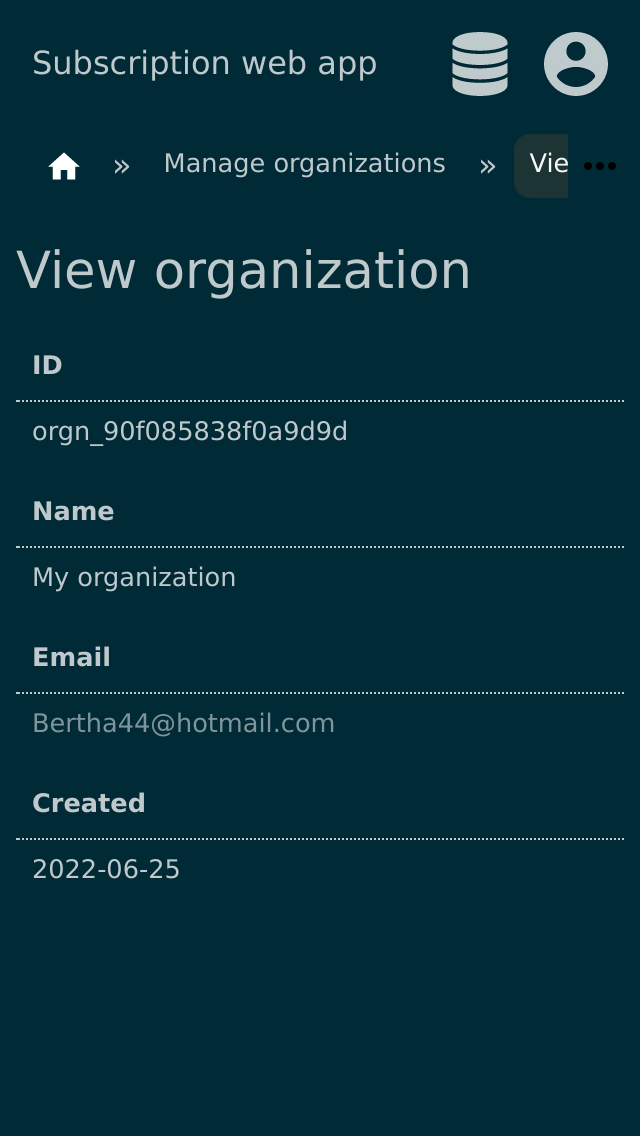 Subscription web app
» Manage organizations » Vie
View organization
ID
orgn_90f085838f0a9d9d
Name
My organization
Email
Bertha44@hotmail.com
Created
2022-06-25